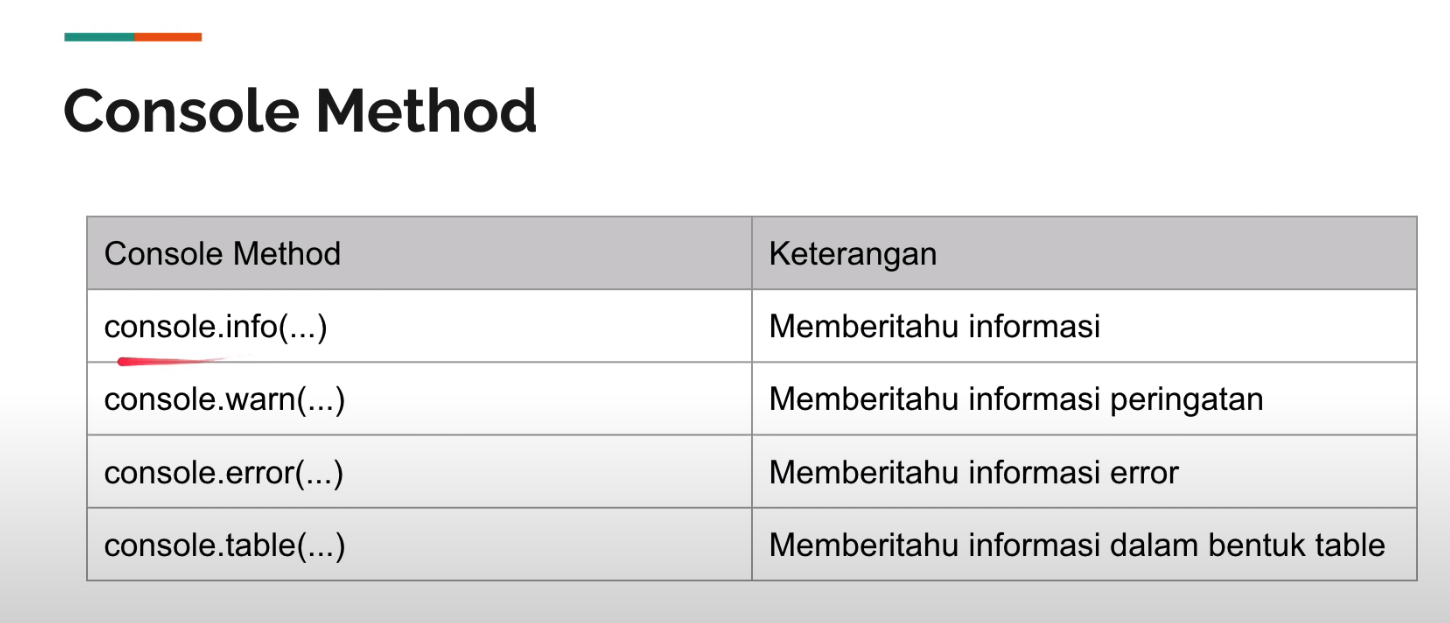 Console Method
Console Method Keterangan
console.info(...) Memberitahu informasi
console.warn(...) Memberitahu informasi peringatan
console.error(...) Memberitahu informasi error
console.table(...) Memberitahu informasi dalam bentuk table